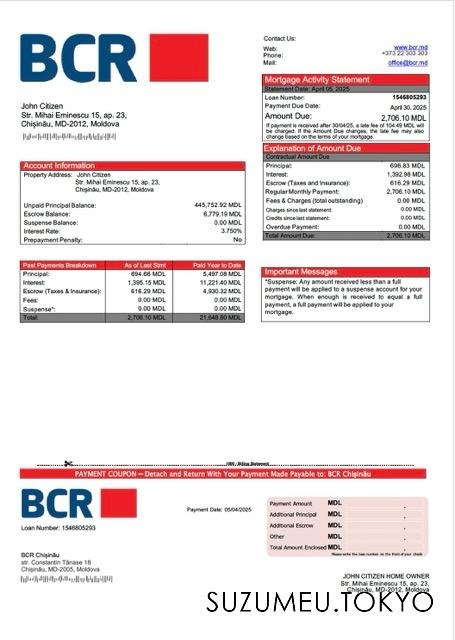 BCR
Contact Us:
Web: www.bcr.md
Phone: +373 22 303 303
Mail: office@bcr.md
Mortgage Activity Statement
Statement Date: April 05, 2025
Loan Number: 1546805293
Payment Due Date: April 30, 2025
Amount Due: 2,706.10 MDL
If payment is received after 30/04/25, a late fee of 104.49 MDL will
be charged. If the Amount Due changes, the late fee may also
change based on the terms of your mortgage.
John Citizen
Str. Mihai Eminescu 15, ap. 23,
Chișinău, MD-2012, Moldova
Explanation of Amount Due
Contractual Amount Due
Principal: 696.83 MDL
Interest: 1,392.98 MDL
Escrow (Taxes and Insurance): 616.29 MDL
Regular Monthly Payment: 2,706.10 MDL
Fees & Charges (total outstanding) 0.00 MDL
Charges since last statement: 0.00 MDL
Credits since last statement: 0.00 MDL
Overdue Payment: 0.00 MDL
Total Amount Due: 2,706.10 MDL
Account Information
Property Address: John Citizen
Str. Mihai Eminescu 15, ap. 23,
Chișinău, MD-2012, Moldova
Unpaid Principal Balance: 445,752.92 MDL
Escrow Balance: 6,779.19 MDL
Suspense Balance: 0.00 MDL
Interest Rate: 3.750%
Prepayment Penalty: No
Past Payments Breakdown As of Last Stmt Paid Year to Date
Principal: 694.66 MDL 5,497.08 MDL
Interest: 1,395.15 MDL 11,221.40 MDL
Escrow (Taxes & Insurance): 616.29 MDL 4,930.32 MDL
Fees: 0.00 MDL 0.00 MDL
Suspense*: 0.00 MDL 0.00 MDL
Total: 2,706.10 MDL 21,648.80 MDL
Important Messages
*Suspense: Any amount received less than a full
payment will be applied to a suspense account for your
mortgage. When enough is received to equal a full
payment, a full payment will be applied to your
mortgage.
PAYMENT COUPON – Detach and Return With Your Payment Made Payable to: BCR Chișinău
BCR
Loan Number: 1546805293
Payment Date: 05/04/2025
Payment Amount MDL .
Additional Principal MDL .
Additional Escrow MDL .
Other MDL .
Total Amount Enclosed MDL .
Please write the loan number on the front of your check.
BCR Chișinău
str. Constantin Tănase 18
Chișinău, MD-2005, Moldova
JOHN CITIZEN HOME OWNER
Str. Mihai Eminescu 15, ap. 23,
Chișinău, MD-2012, Moldova
SUZUMEU.TOKYO